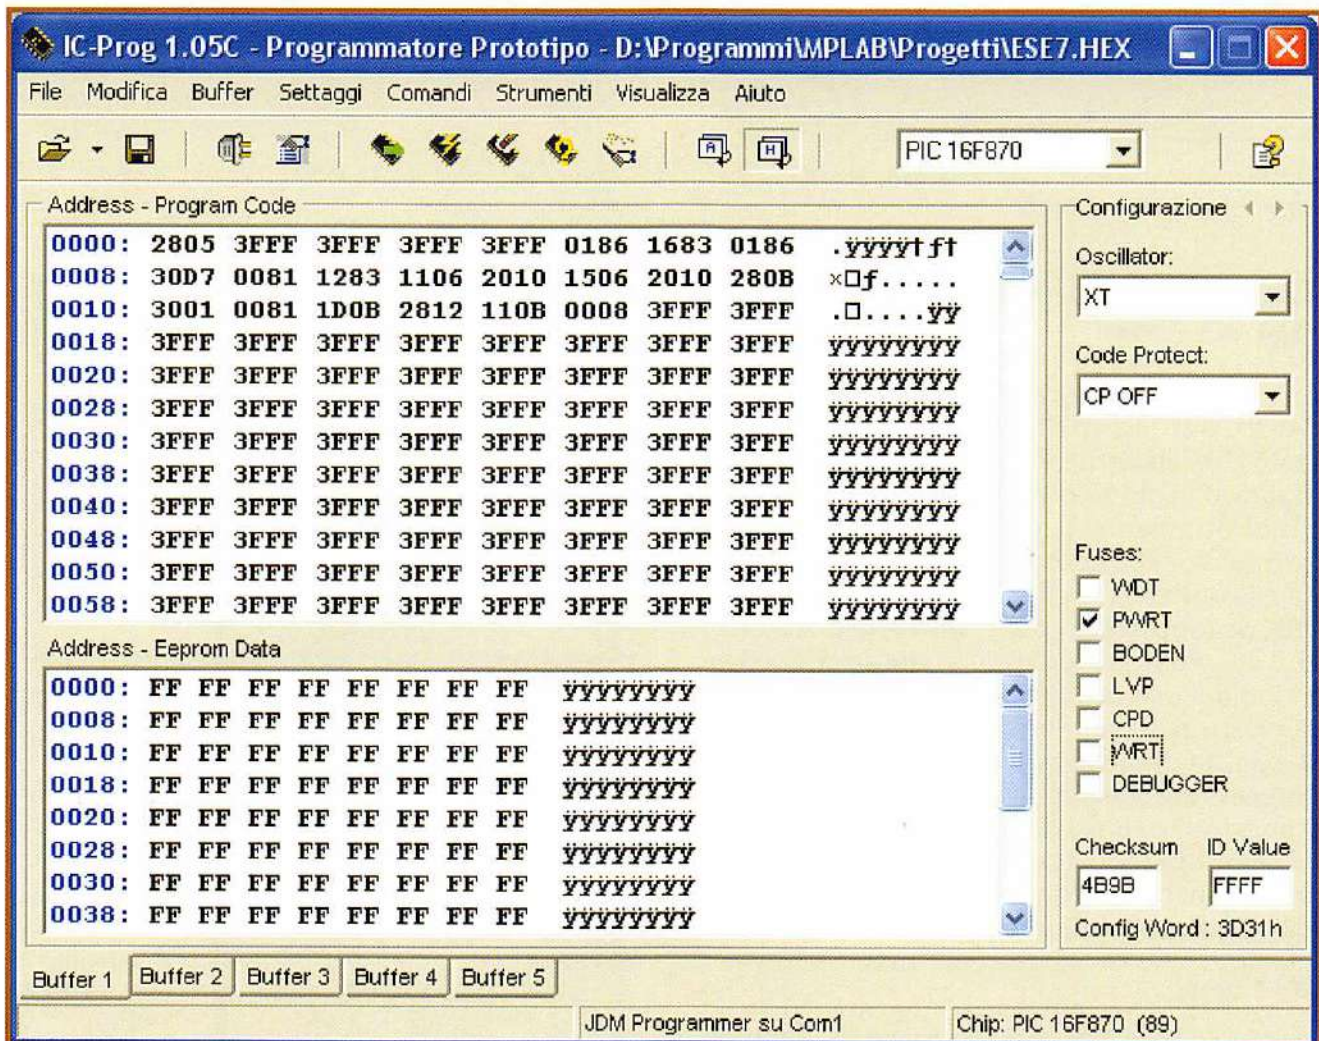 IC-Prog 1.05C - Programmatore Prototipo - D:\Programmi\MPLAB\Progetti\ESE7.HEX
File Modifica Buffer Settaggi Comandi Strumenti Visualizza Aiuto
PIC 16F870
Address - Program Code
0000: 2805 3FFF 3FFF 3FFF 3FFF 0186 1683 0186 .ÿÿÿÿ†ƒ†
0008: 30D7 0081 1283 1106 2010 1506 2010 280B ×□ƒ.....
0010: 3001 0081 1D0B 2812 110B 0008 3FFF 3FFF .□....ÿÿ
0018: 3FFF 3FFF 3FFF 3FFF 3FFF 3FFF 3FFF 3FFF ÿÿÿÿÿÿÿÿ
0020: 3FFF 3FFF 3FFF 3FFF 3FFF 3FFF 3FFF 3FFF ÿÿÿÿÿÿÿÿ
0028: 3FFF 3FFF 3FFF 3FFF 3FFF 3FFF 3FFF 3FFF ÿÿÿÿÿÿÿÿ
0030: 3FFF 3FFF 3FFF 3FFF 3FFF 3FFF 3FFF 3FFF ÿÿÿÿÿÿÿÿ
0038: 3FFF 3FFF 3FFF 3FFF 3FFF 3FFF 3FFF 3FFF ÿÿÿÿÿÿÿÿ
0040: 3FFF 3FFF 3FFF 3FFF 3FFF 3FFF 3FFF 3FFF ÿÿÿÿÿÿÿÿ
0048: 3FFF 3FFF 3FFF 3FFF 3FFF 3FFF 3FFF 3FFF ÿÿÿÿÿÿÿÿ
0050: 3FFF 3FFF 3FFF 3FFF 3FFF 3FFF 3FFF 3FFF ÿÿÿÿÿÿÿÿ
0058: 3FFF 3FFF 3FFF 3FFF 3FFF 3FFF 3FFF 3FFF ÿÿÿÿÿÿÿÿ
Address - Eeprom Data
0000: FF FF FF FF FF FF FF FF ÿÿÿÿÿÿÿÿ
0008: FF FF FF FF FF FF FF FF ÿÿÿÿÿÿÿÿ
0010: FF FF FF FF FF FF FF FF ÿÿÿÿÿÿÿÿ
0018: FF FF FF FF FF FF FF FF ÿÿÿÿÿÿÿÿ
0020: FF FF FF FF FF FF FF FF ÿÿÿÿÿÿÿÿ
0028: FF FF FF FF FF FF FF FF ÿÿÿÿÿÿÿÿ
0030: FF FF FF FF FF FF FF FF ÿÿÿÿÿÿÿÿ
0038: FF FF FF FF FF FF FF FF ÿÿÿÿÿÿÿÿ
Configurazione
Oscillator:
XT
Code Protect:
CP OFF
Fuses:
WDT
PWRT
BODEN
LVP
CPD
WRT
DEBUGGER
Checksum ID Value
4B9B FFFF
Config Word : 3D31h
Buffer 1 Buffer 2 Buffer 3 Buffer 4 Buffer 5
JDM Programmer su Com1 Chip: PIC 16F870 (89)